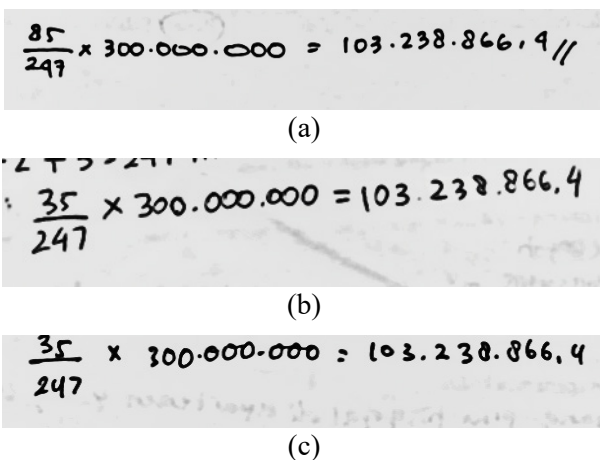 85/247 × 300.000.000 = 103.238.866,4//
(a)
35/247 × 300.000.000 = 103.238.866,4
(b)
35/247 × 300.000.000 = 103.238.866,4
(c)